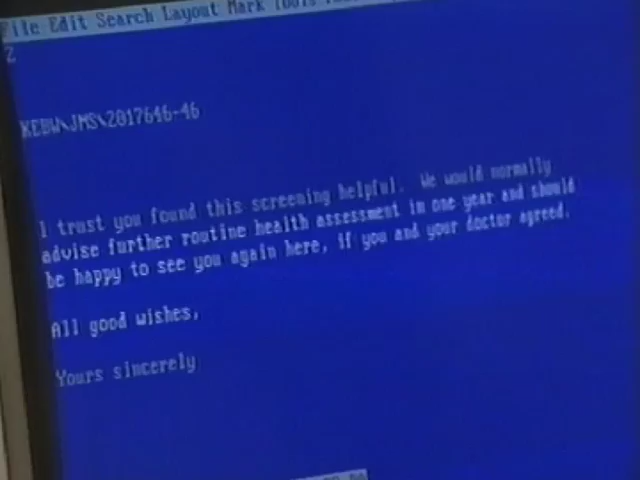 File Edit Search Layout Mark Tools
2
KEBW\JMS\2017646-46
I trust you found this screening helpful. We would normally
advise further routine health assessment in one year and should
be happy to see you again here, if you and your doctor agreed.
All good wishes,
Yours sincerely